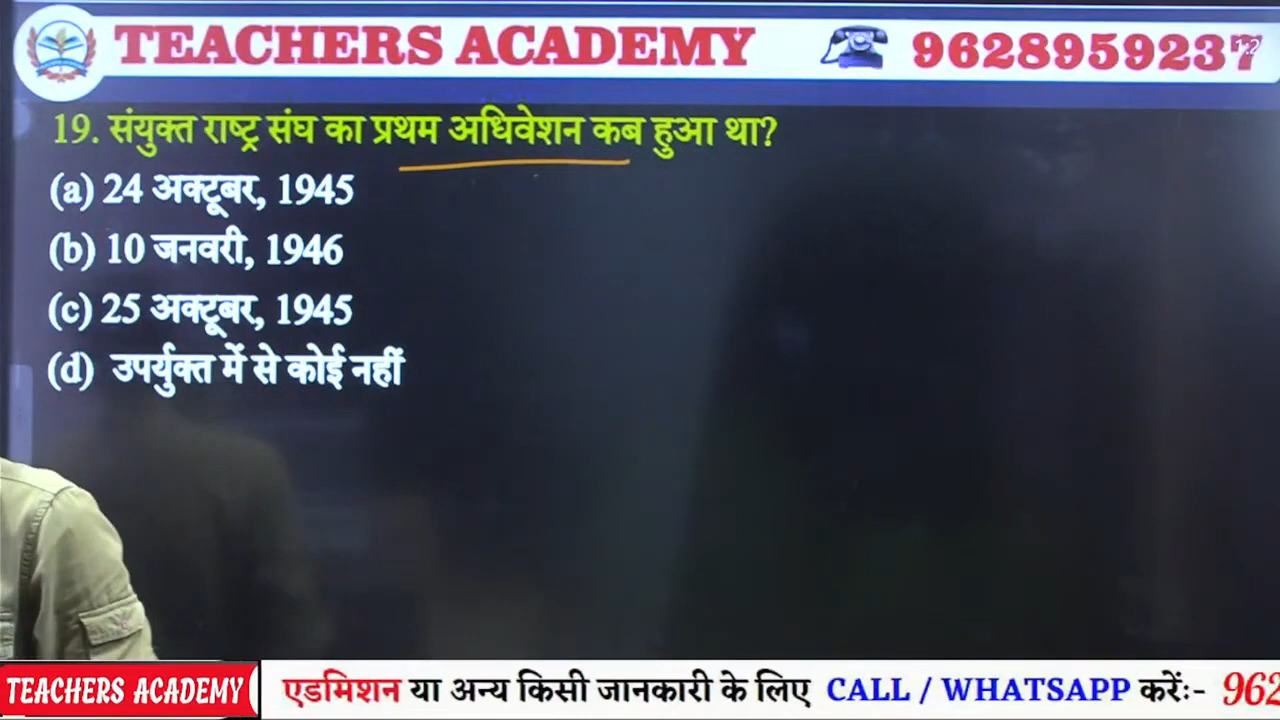 TEACHERS ACADEMY 9628959237
19. संयुक्त राष्ट्र संघ का प्रथम अधिवेशन कब हुआ था?
(a) 24 अक्टूबर, 1945
(b) 10 जनवरी, 1946
(c) 25 अक्टूबर, 1945
(d) उपर्युक्त में से कोई नहीं
TEACHERS ACADEMY एडमिशन या अन्य किसी जानकारी के लिए CALL / WHATSAPP करेंः- 962